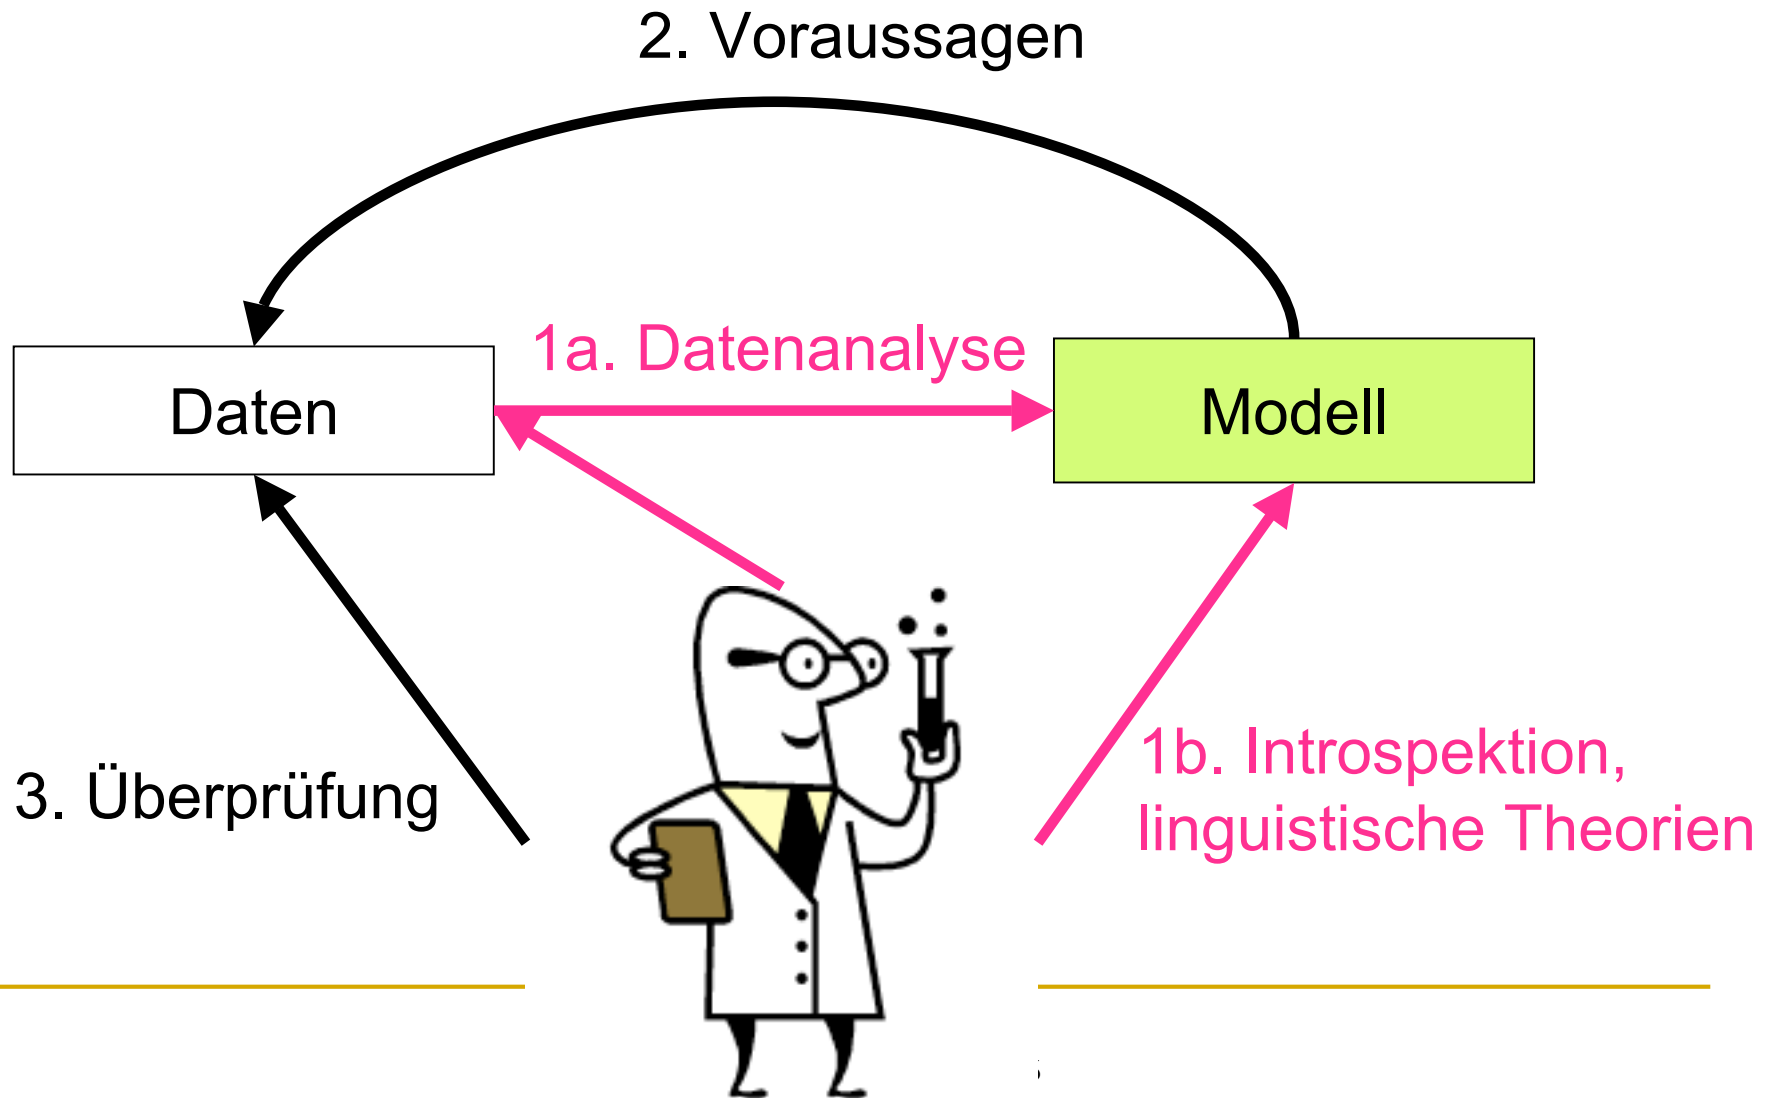 2. Voraussagen
1a. Datenanalyse
Daten
Modell
3. Überprüfung
1b. Introspektion,
linguistische Theorien